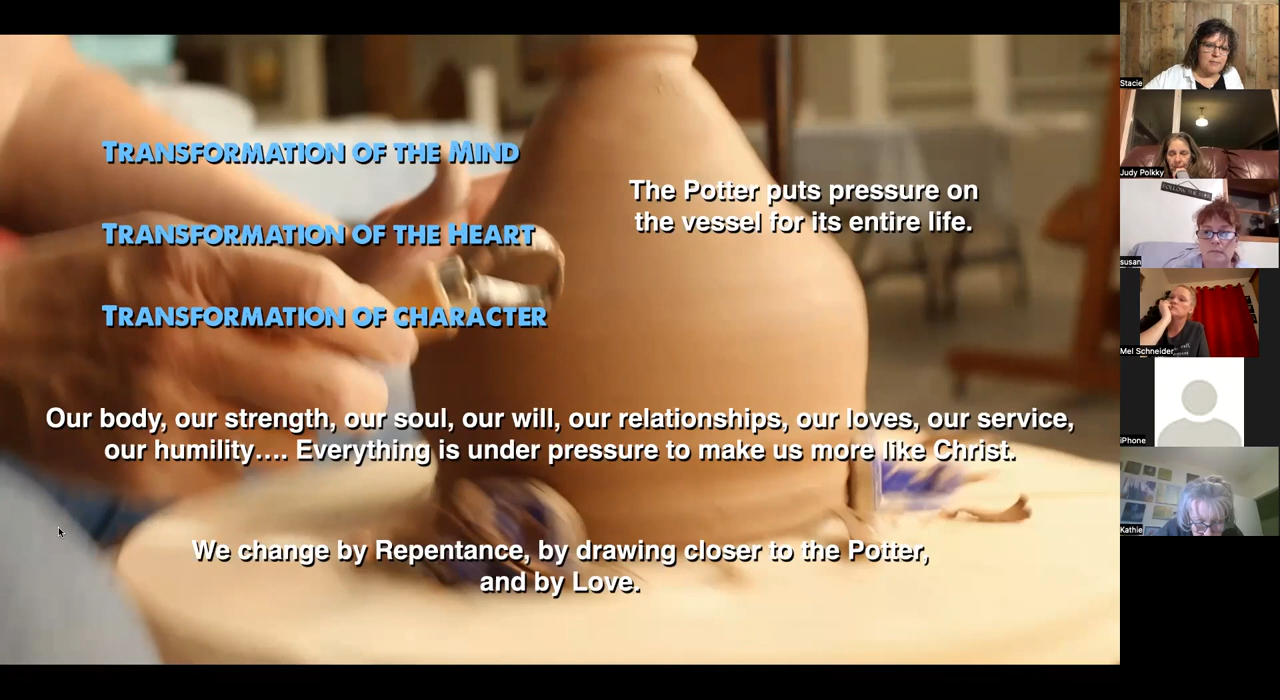 TRANSFORMATION OF THE MIND
TRANSFORMATION OF THE HEART
TRANSFORMATION OF CHARACTER
The Potter puts pressure on
the vessel for its entire life.
Our body, our strength, our soul, our will, our relationships, our loves, our service,
our humility…. Everything is under pressure to make us more like Christ.
We change by Repentance, by drawing closer to the Potter,
and by Love.
Stacie
Judy Polkky
FOLLOW THE
susan
Mel Schneider
iPhone
Kathie